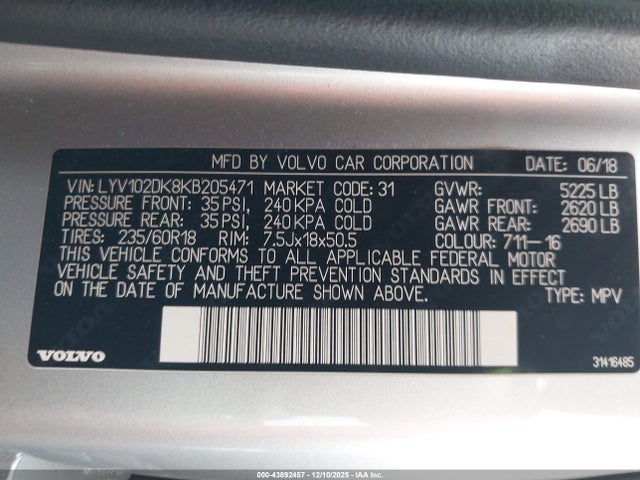 MFD BY VOLVO CAR CORPORATION DATE: 06/18
VIN: LYV102DK8KB205471 MARKET CODE: 31 GVWR: 5225 LB
PRESSURE FRONT: 35 PSI, 240 KPA COLD GAWR FRONT: 2620 LB
PRESSURE REAR: 35 PSI, 240 KPA COLD GAWR REAR: 2690 LB
TIRES: 235/60R18 RIM: 7.5Jx18x50.5 COLOUR: 711-16
THIS VEHICLE CONFORMS TO ALL APPLICABLE FEDERAL MOTOR
VEHICLE SAFETY AND THEFT PREVENTION STANDARDS IN EFFECT
ON THE DATE OF MANUFACTURE SHOWN ABOVE. TYPE: MPV
VOLVO 31416485
000-43892457 - 12/10/2025 - IAA Inc.